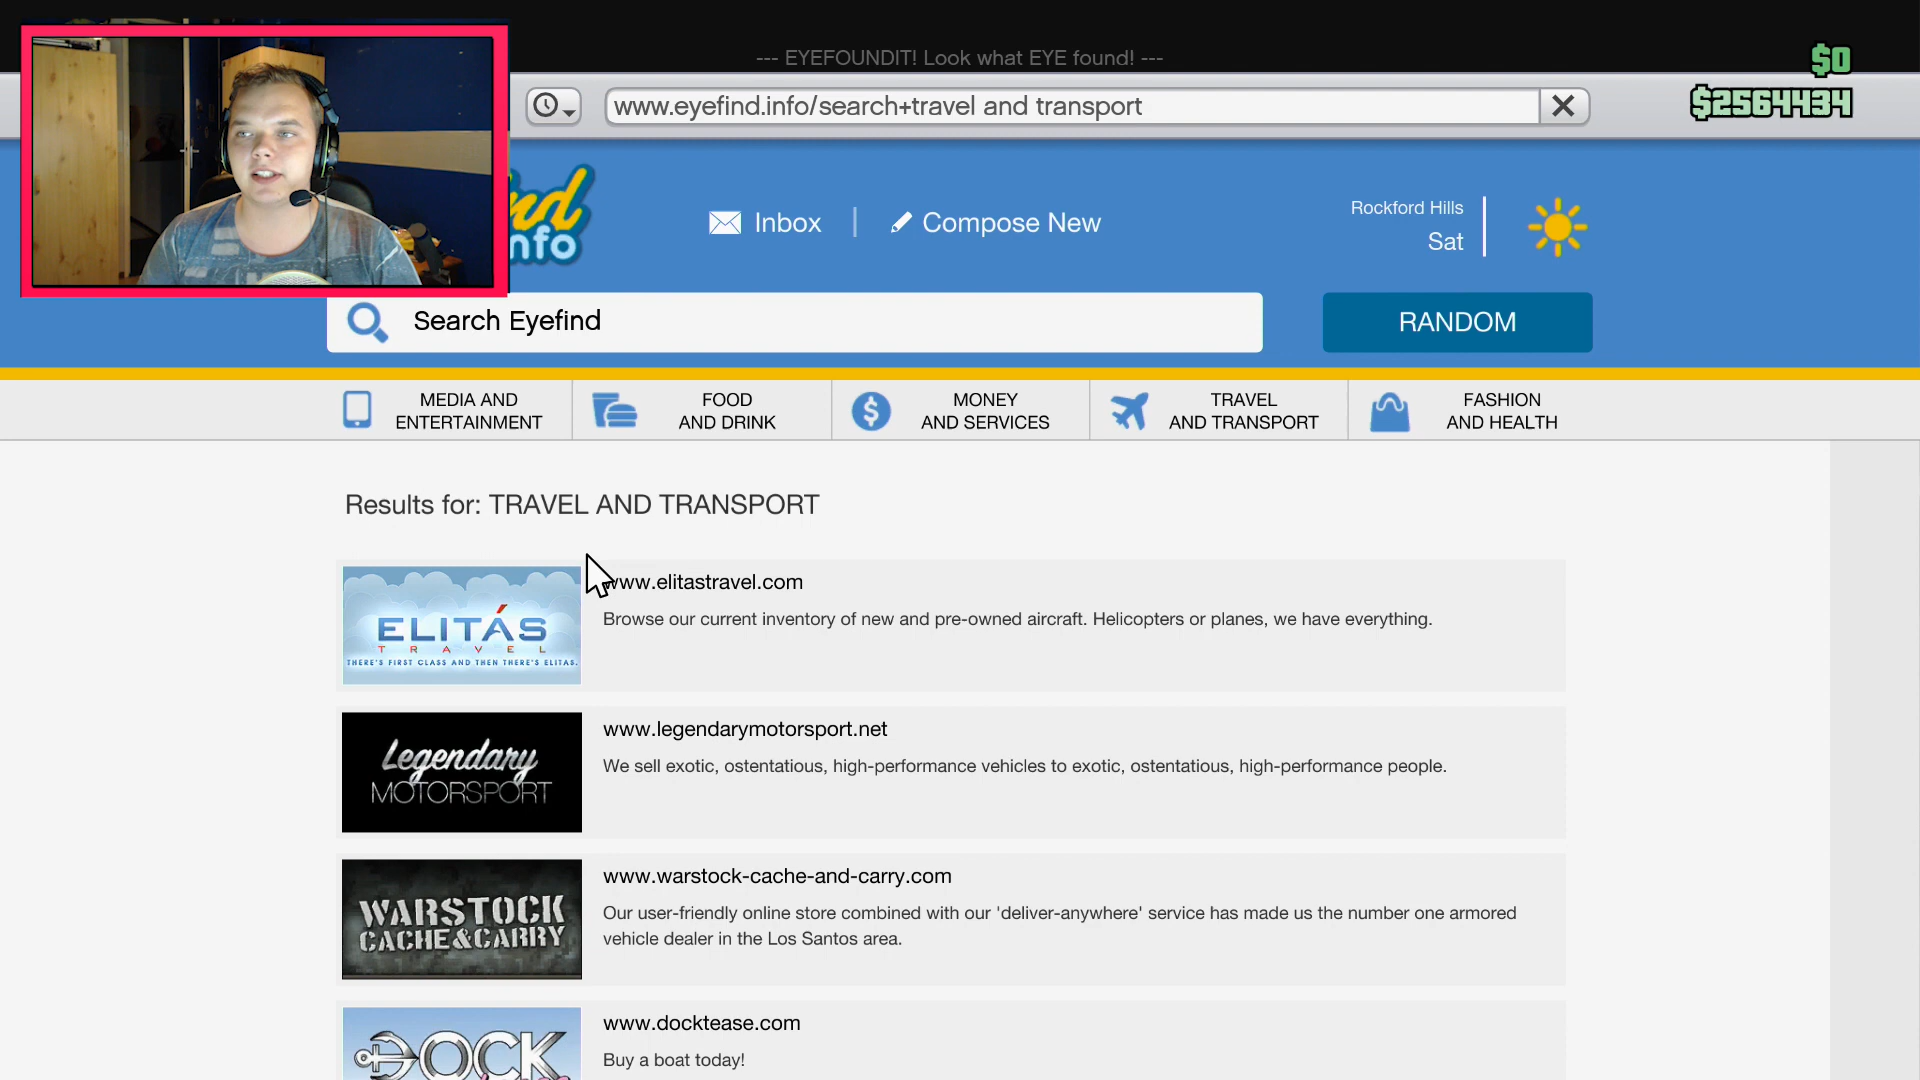 --- EYEFOUNDIT! Look what EYE found! ---
$0
www.eyefind.info/search+travel and transport
$2564434
nd
nfo
Inbox
Compose New
Rockford Hills
Sat
Search Eyefind
RANDOM
MEDIA AND
ENTERTAINMENT
FOOD
AND DRINK
MONEY
AND SERVICES
TRAVEL
AND TRANSPORT
FASHION
AND HEALTH
Results for: TRAVEL AND TRANSPORT
ELITÁS
TRAVEL
THERE'S FIRST CLASS AND THEN THERE'S ELITAS.
www.elitastravel.com
Browse our current inventory of new and pre-owned aircraft. Helicopters or planes, we have everything.
Legendary
MOTORSPORT
www.legendarymotorsport.net
We sell exotic, ostentatious, high-performance vehicles to exotic, ostentatious, high-performance people.
WARSTOCK
CACHE&CARRY
www.warstock-cache-and-carry.com
Our user-friendly online store combined with our 'deliver-anywhere' service has made us the number one armored
vehicle dealer in the Los Santos area.
DOCK
www.docktease.com
Buy a boat today!